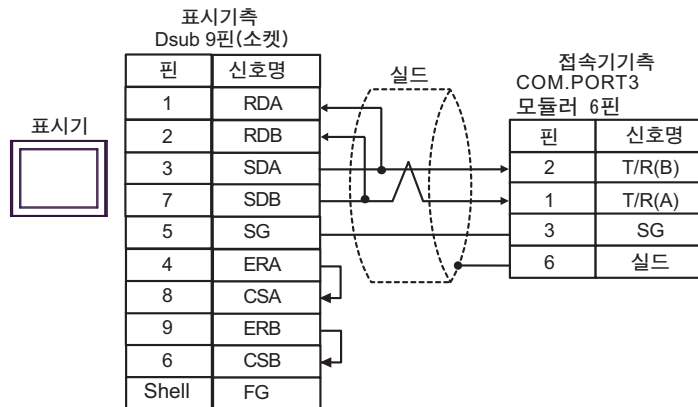 표시기측
Dsub 9핀(소켓)
핀 신호명
1 RDA
2 RDB
3 SDA
7 SDB
5 SG
4 ERA
8 CSA
9 ERB
6 CSB
Shell FG
표시기
실드
접속기기측
COM.PORT3
모듈러 6핀
핀 신호명
2 T/R(B)
1 T/R(A)
3 SG
6 실드